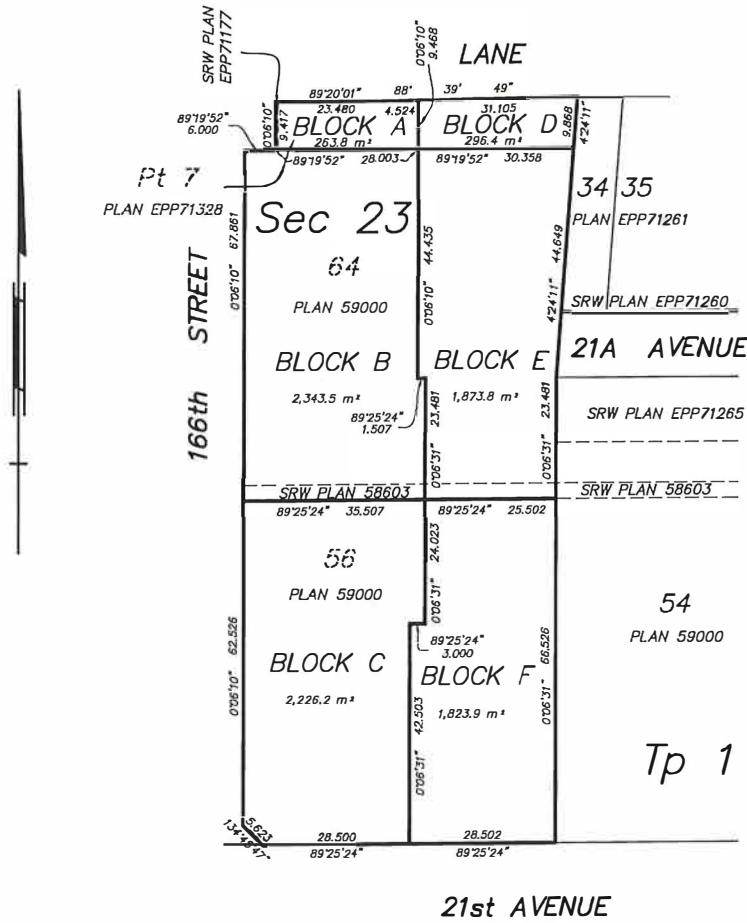 SRW PLAN
EPP71177
LANE
0°06'10"
9.468
89°20'01"
88°
39'
49"
23.480
4.524
31.105
0°06'10"
9.417
BLOCK A
263.8 m²
BLOCK D
296.4 m²
9.868
4°24'11"
89°19'52"
6.000
89°19'52"
28.003
89°19'52"
30.358
Pt 7
PLAN EPP71328
Sec 23
34
35
PLAN EPP71261
67.861
0°06'10"
64
PLAN 59000
44.435
0°06'10"
44.649
4°24'11"
SRW PLAN EPP71260
166th STREET
BLOCK B
2,343.5 m²
BLOCK E
1,873.8 m²
21A AVENUE
89°25'24"
1.507
23.481
0°06'31"
23.481
0°06'31"
SRW PLAN EPP71265
SRW PLAN 58603
SRW PLAN 58603
89°25'24"
35.507
89°25'24"
25.502
56
PLAN 59000
24.023
0°06'31"
54
PLAN 59000
62.526
0°06'10"
89°25'24"
3.000
66.526
0°06'31"
BLOCK C
2,226.2 m²
BLOCK F
1,823.9 m²
42.503
0°06'31"
Tp 1
5.623
28.500
89°25'24"
28.502
89°25'24"
21st AVENUE